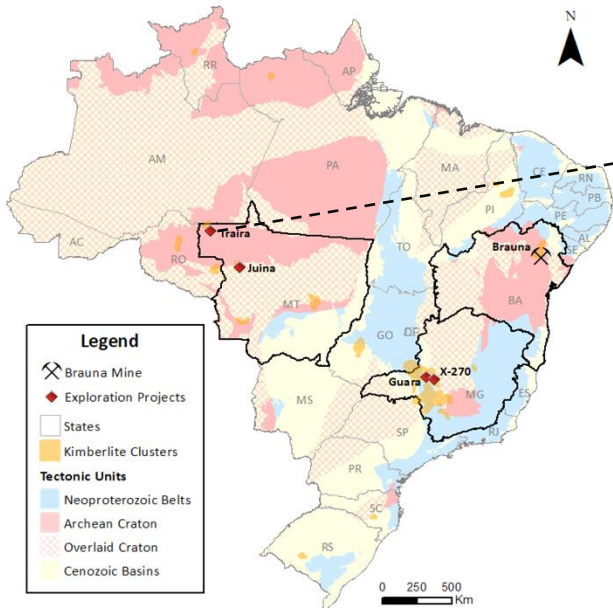 N
RR
AP
AM
PA
MA
CE
RN
PB
PI
PE
AL
SE
AC
Traira
RO
Juina
TO
Brauna
MT
BA
GO
DF
Legend
Brauna Mine
Exploration Projects
States
Kimberlite Clusters
Tectonic Units
Neoproterozoic Belts
Archean Craton
Overlaid Craton
Cenozoic Basins
MS
Guara
X-270
MG
ES
SP
RJ
PR
SC
RS
0 250 500
Km